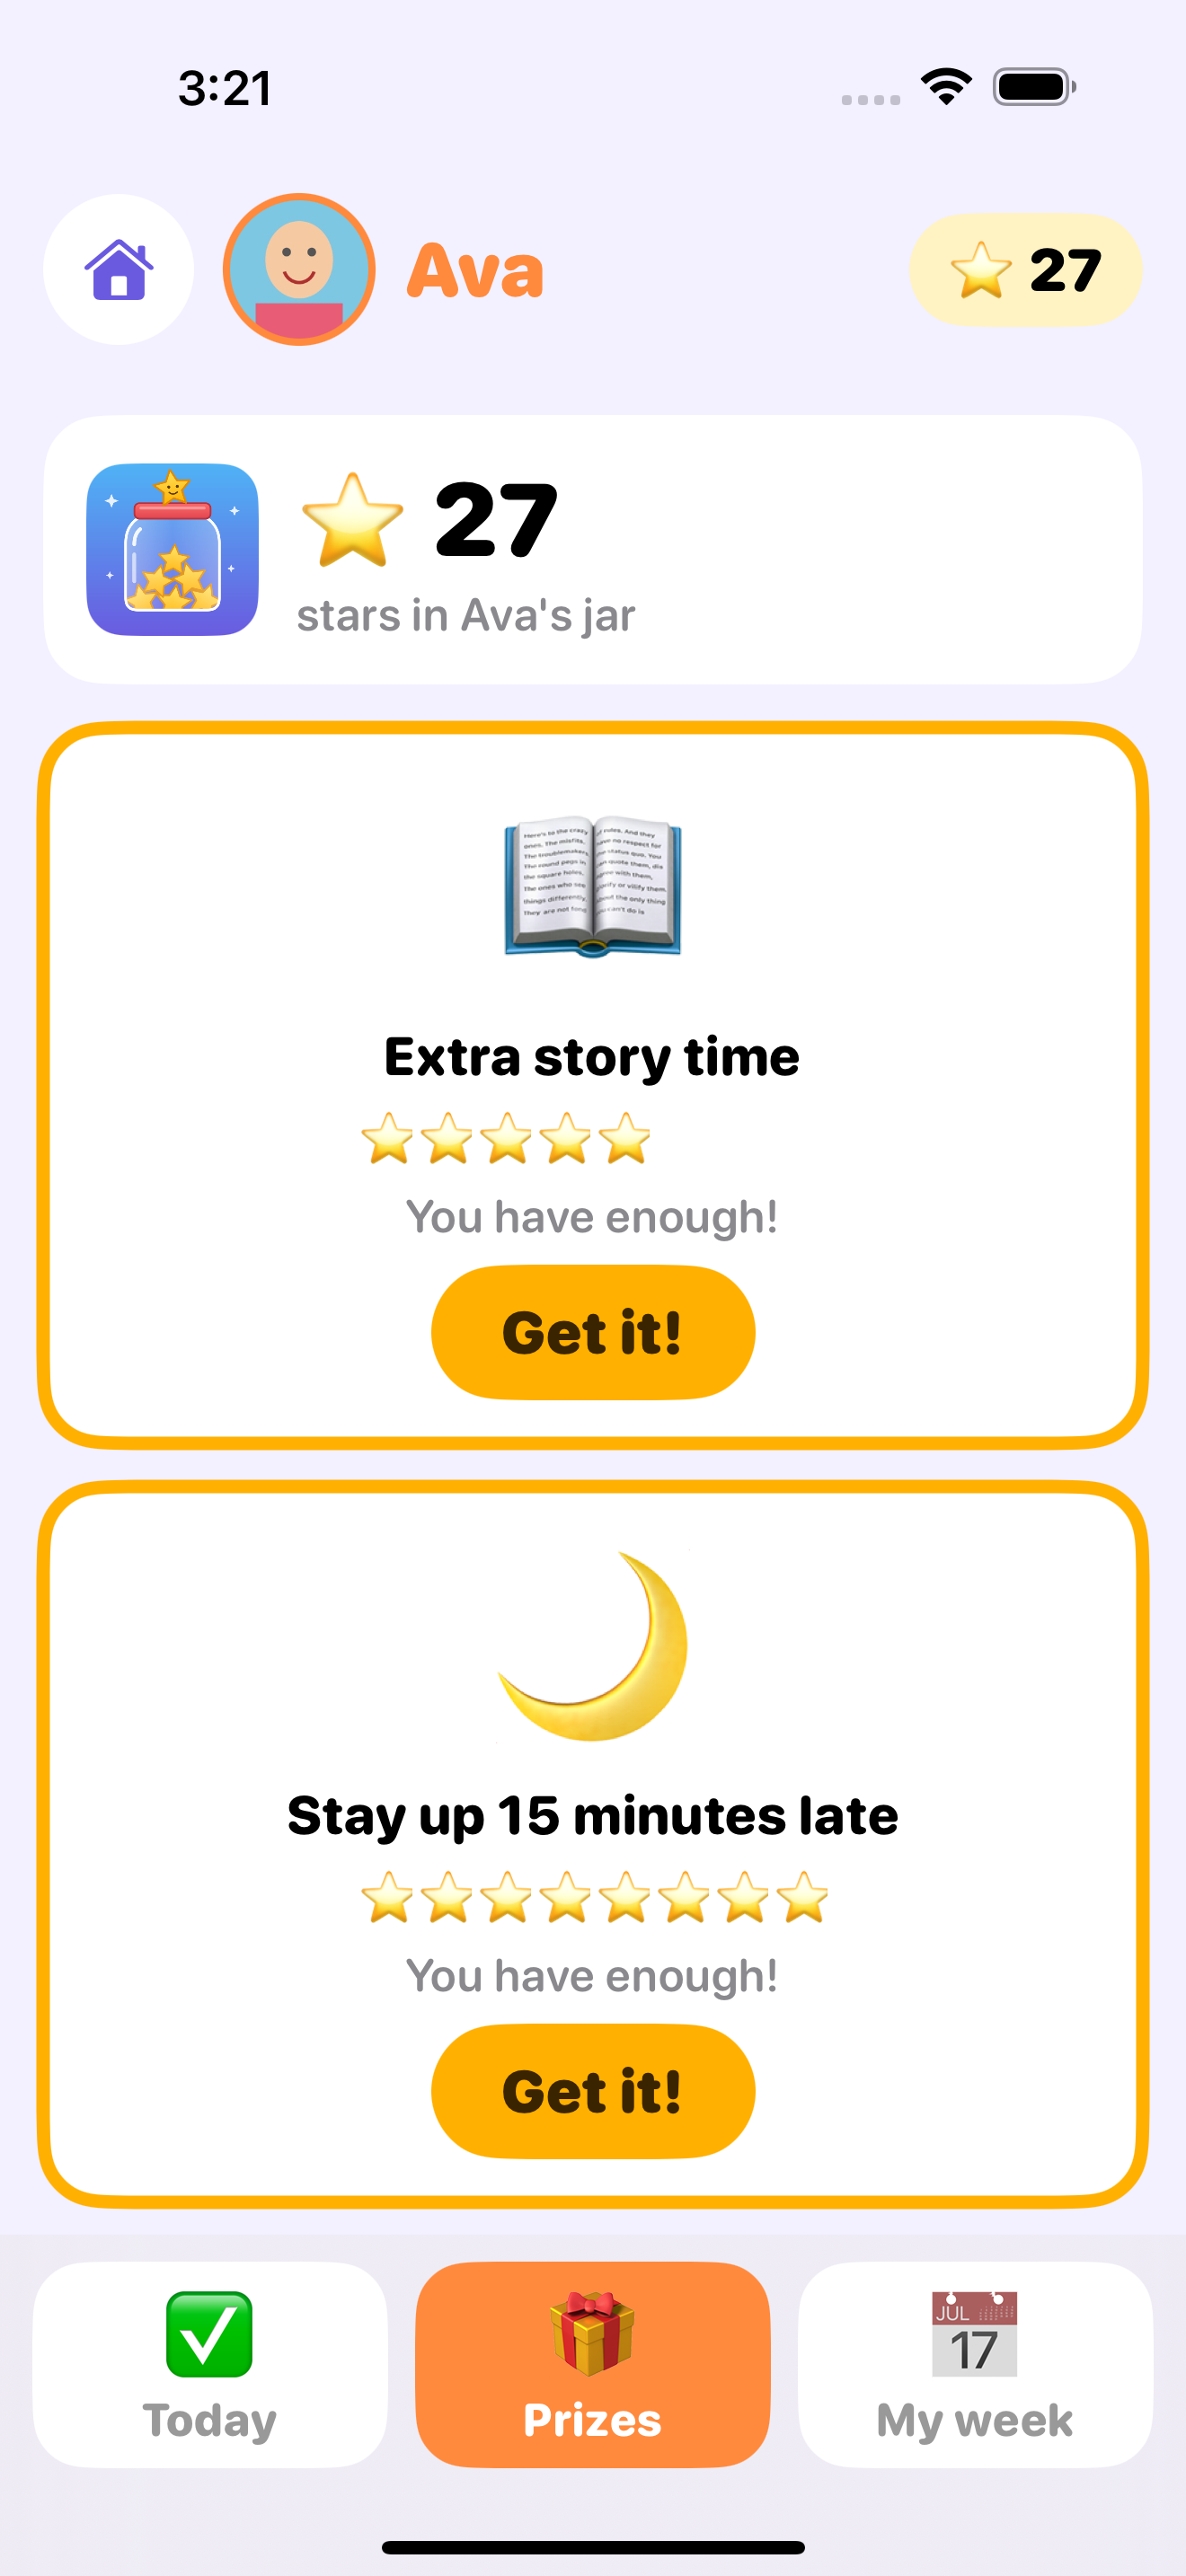 3:21
Ava
27
27
stars in Ava's jar
Extra story time
You have enough!
Get it!
Stay up 15 minutes late
You have enough!
Get it!
JUL
17
Today
Prizes
My week